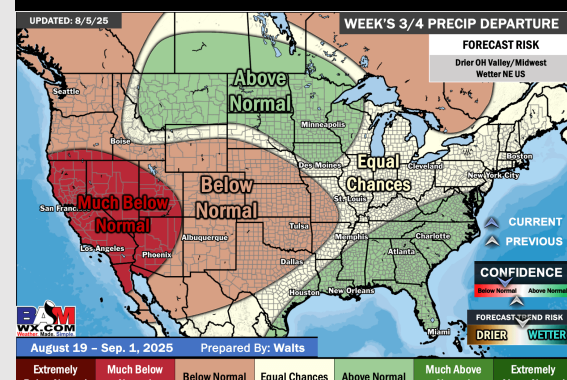 UPDATED: 8/5/25
WEEK'S 3/4 PRECIP DEPARTURE
FORECAST RISK
Drier OH Valley/Midwest
Wetter NE US
Above
Normal
Seattle
Minneapolis
Boise
Des Moines
Equal
Chances
Cleveland
Boston
New York City
Much Below
Normal
Below
Normal
San Franc
St. Louis
Tulsa
Los Angeles
Phoenix
Albuquerque
Memphis
Charlotte
Atlanta
Dallas
Houston
New Orleans
Miami
CURRENT
PREVIOUS
CONFIDENCE
Below Normal
Above Normal
FORECAST TREND RISK
DRIER
WETTER
BAM
WX.COM
Weather. Made. Simple.
August 19 – Sep. 1, 2025
Prepared By: Walts
Extremely
Much Below
Below Normal
Equal Chances
Above Normal
Much Above
Extremely